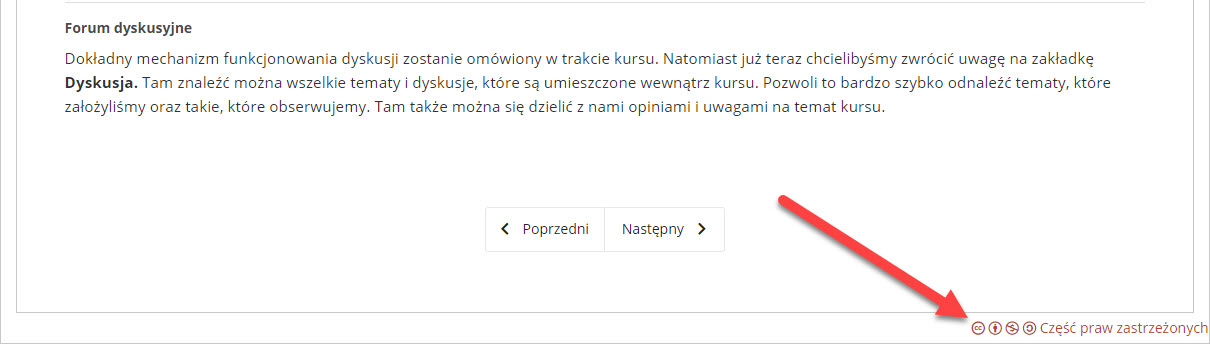 Forum dyskusyjne
Dokładny mechanizm funkcjonowania dyskusji zostanie omówiony w trakcie kursu. Natomiast już teraz chcielibyśmy zwrócić uwagę na zakładkę
Dyskusja. Tam znaleźć można wszelkie tematy i dyskusje, które są umieszczone wewnątrz kursu. Pozwoli to bardzo szybko odnaleźć tematy, które
założyliśmy oraz takie, które obserwujemy. Tam także można się dzielić z nami opiniami i uwagami na temat kursu.
Poprzedni
Następny
Część praw zastrzeżonych